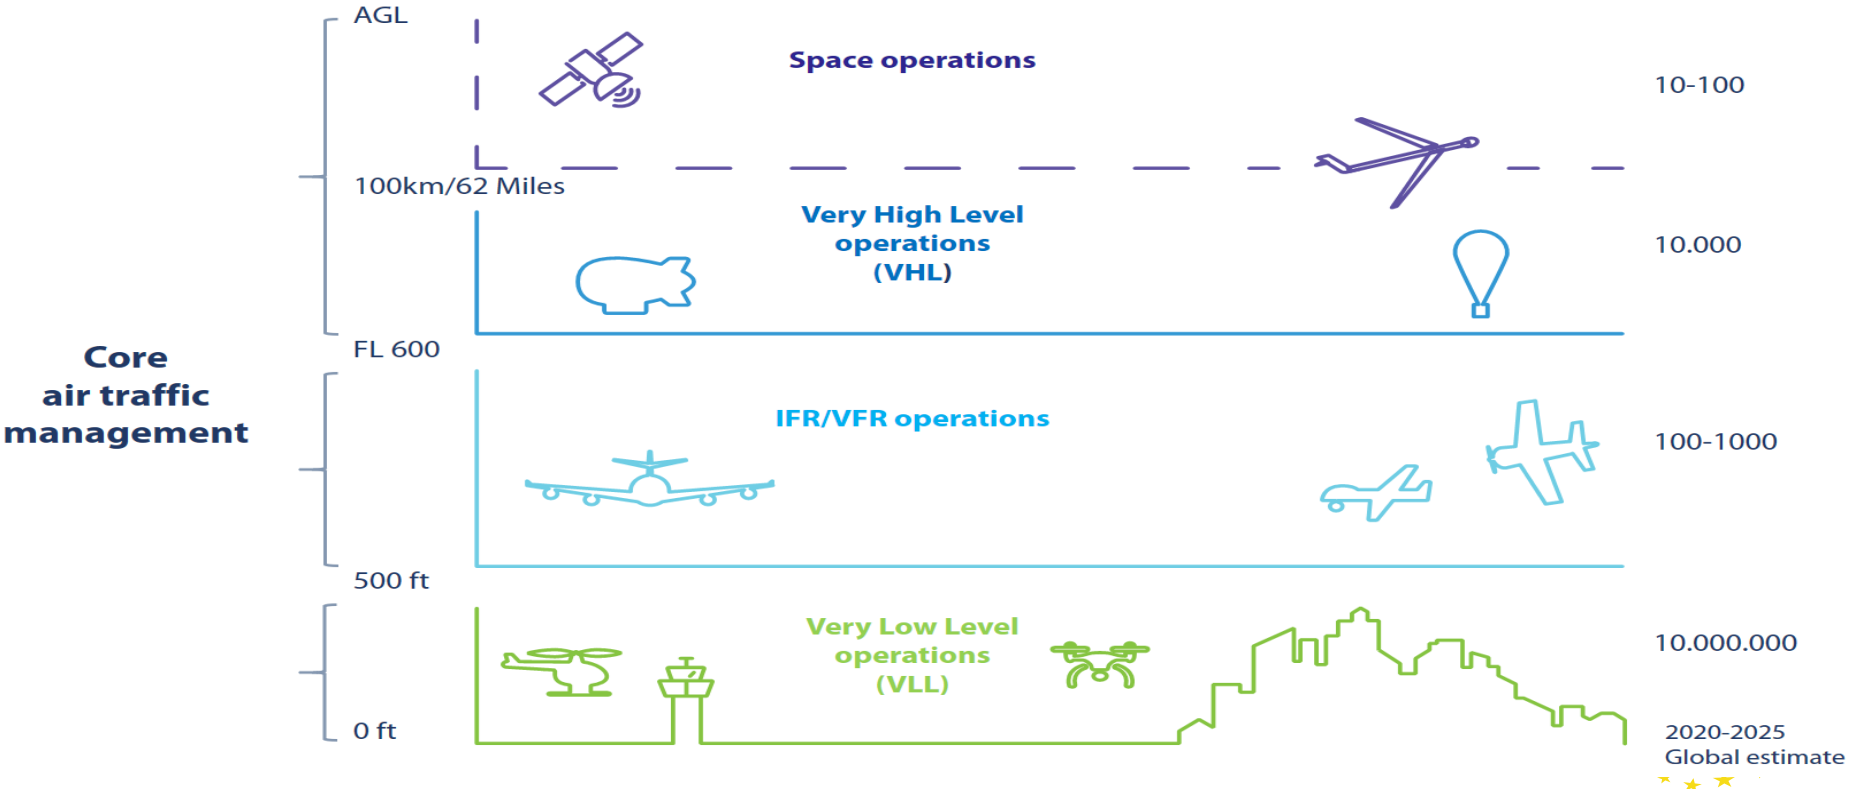 AGL
Space operations
10-100
100km/62 Miles
Very High Level
operations
(VHL)
10.000
FL 600
Core
air traffic
management
IFR/VFR operations
100-1000
500 ft
Very Low Level
operations
(VLL)
10.000.000
0 ft
2020-2025
Global estimate